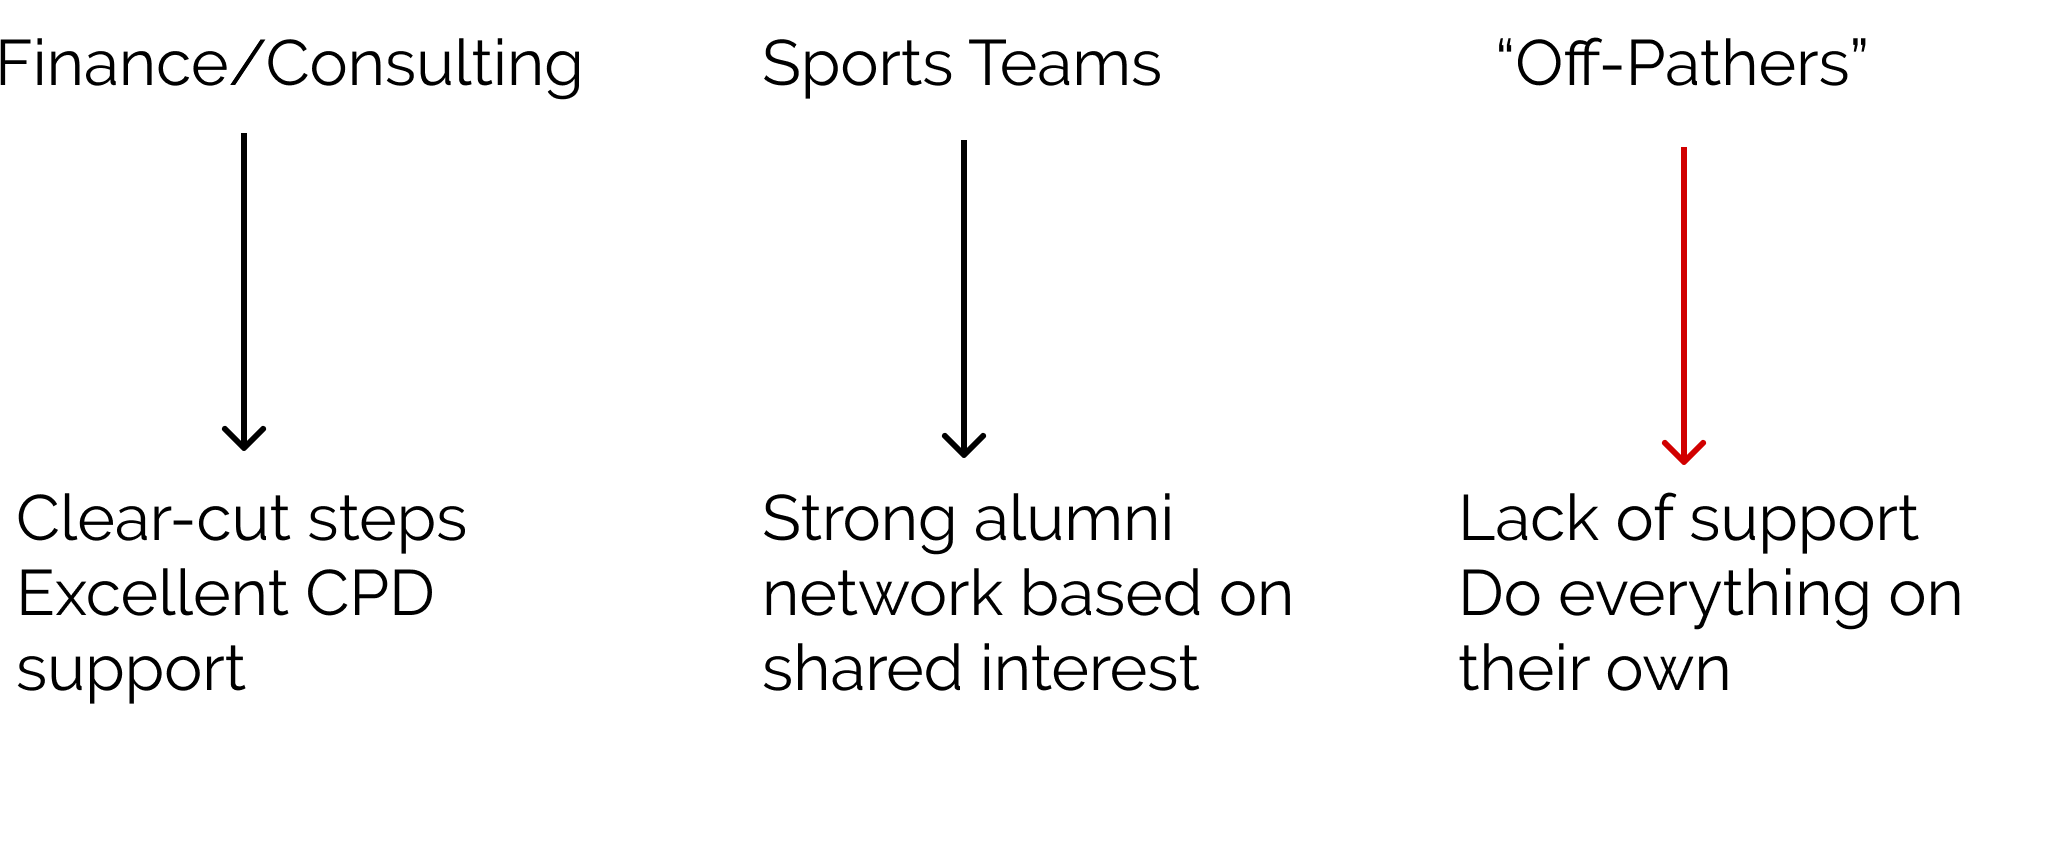 Finance/Consulting
Sports Teams
“Off-Pathers”
Clear-cut steps
Excellent CPD
support
Strong alumni
network based on
shared interest
Lack of support
Do everything on
their own